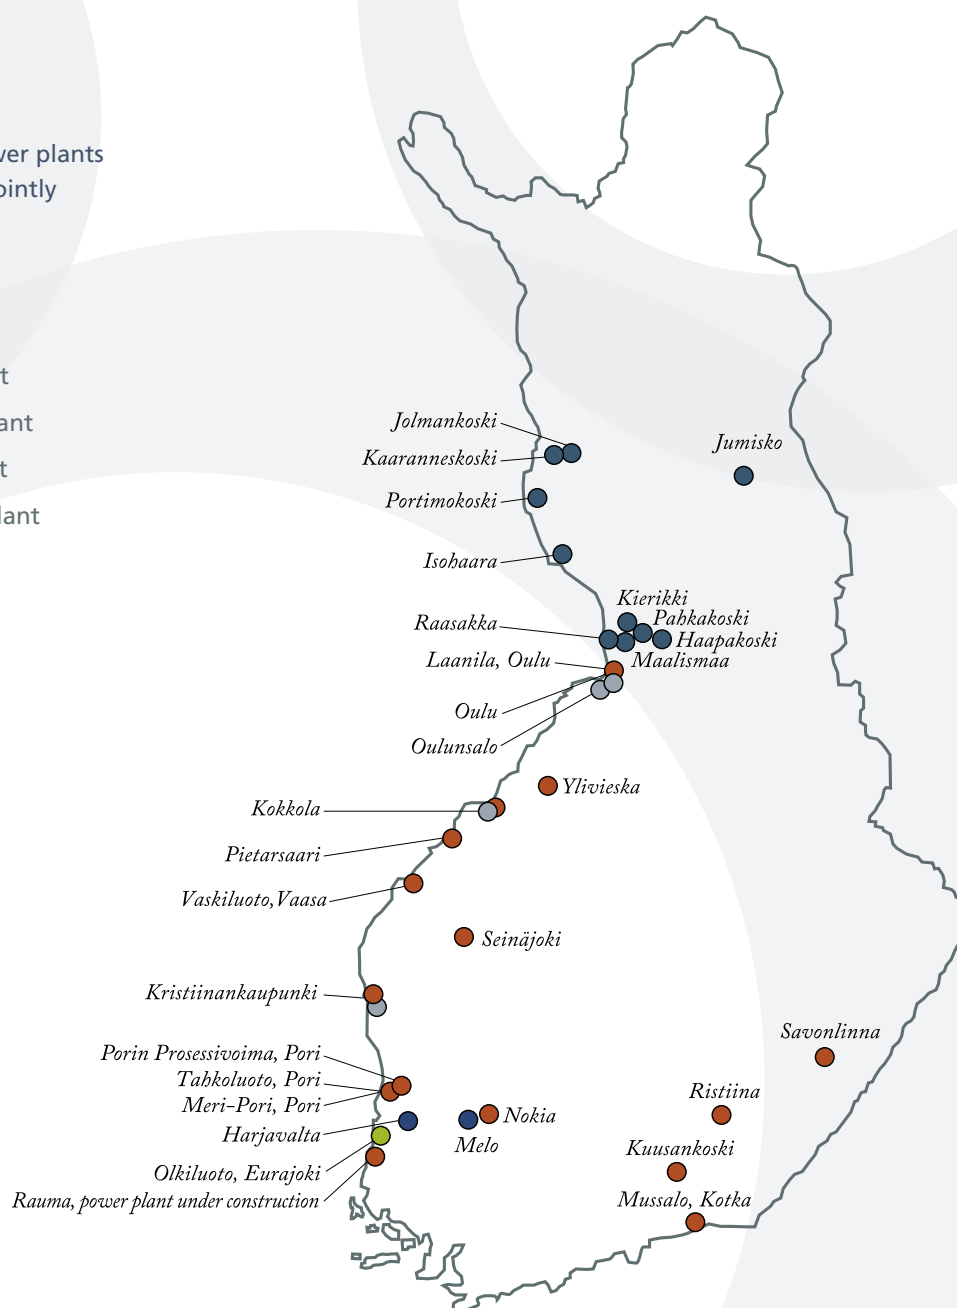 wer plants
ointly
t
ant
t
lant
Jolmankoski
Kaaranneskoski
Jumisko
Portimokoski
Isohaara
Kierikki
Pahkakoski
Raasakka
Haapakoski
Laanila, Oulu
Maalismaa
Oulu
Oulunsalo
Ylivieska
Kokkola
Pietarsaari
Vaskiluoto,Vaasa
Seinäjoki
Kristiinankaupunki
Savonlinna
Porin Prosessivoima, Pori
Tahkoluoto, Pori
Ristiina
Meri-Pori, Pori
Nokia
Harjavalta
Melo
Kuusankoski
Olkiluoto, Eurajoki
Rauma, power plant under construction
Mussalo, Kotka